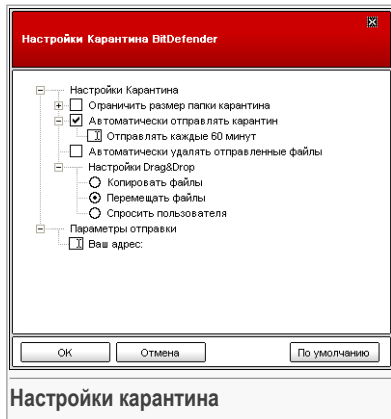 Настройки Карантина BitDefender
Настройки Карантина
Ограничить размер папки карантина
Автоматически отправлять карантин
Отправлять каждые 60 минут
Автоматически удалять отправленные файлы
Настройки Drag&Drop
Копировать файлы
Перемещать файлы
Спросить пользователя
Параметры отправки
Ваш адрес:
ОК
Отмена
По умолчанию
Настройки карантина